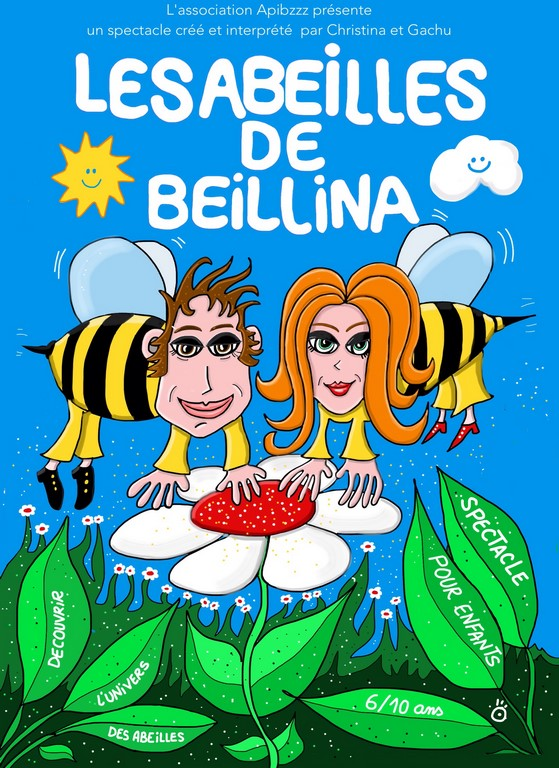 L'association Apibzzz présente
un spectacle créé et interprété par Christina et Gachu
LES ABEILLES
DE
BEiLLiNA
SPECTACLE
POUR ENFANTS
DECOUVRIR
L'UNIVERS
DES ABEILLES
6/10 ans